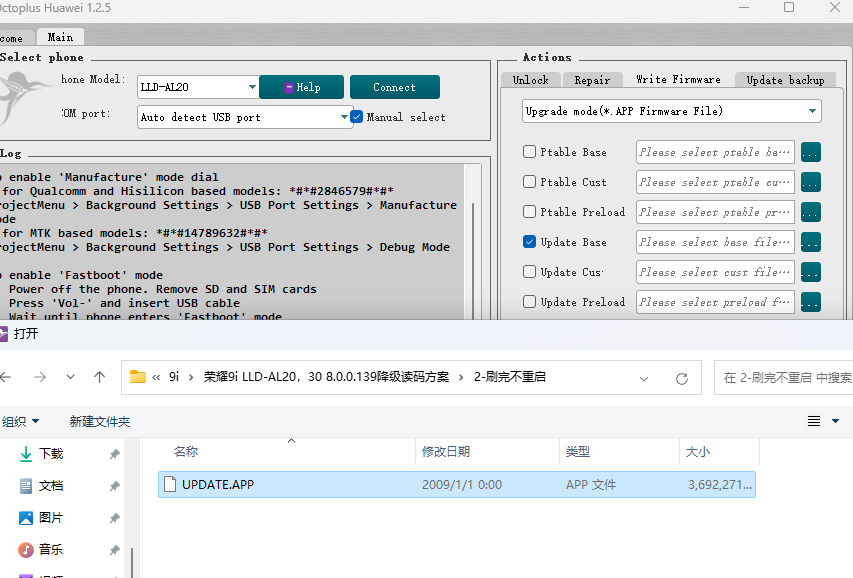 Octoplus Huawei 1.2.5
Main
Select phone
Phone Model:
LLD-AL20
Help
Connect
COM port:
Auto detect USB port
Manual select
Log
enable 'Manufacture' mode dial
for Qualcomm and Hisilicon based models: *#*#2846579#*#*
ProjectMenu > Background Settings > USB Port Settings > Manufacture
for MTK based models: *#*#14789632#*#*
ProjectMenu > Background Settings > USB Port Settings > Debug Mode
enable 'Fastboot' mode
Power off the phone. Remove SD and SIM cards
Press 'Vol-' and insert USB cable
Wait until phone enters 'Fastboot' mode
Actions
Unlock
Repair
Write Firmware
Update backup
Upgrade mode(*.APP Firmware File)
Ptable Base
Please select ptable ba...
...
Ptable Cust
Please select ptable cu...
...
Ptable Preload
Please select ptable pr...
...
Update Base
Please select base file...
...
Update Cus
Please select cust file...
...
Update Preload
Please select preload f...
...
打开
« 9i › 荣耀9i LLD-AL20，30 8.0.0.139降级读码方案 › 2-刷完不重启
在 2-刷完不重启 中搜索
组织
新建文件夹
下载
文档
图片
音乐
名称
修改日期
类型
大小
UPDATE.APP
2009/1/1 0:00
APP 文件
3,692,271...